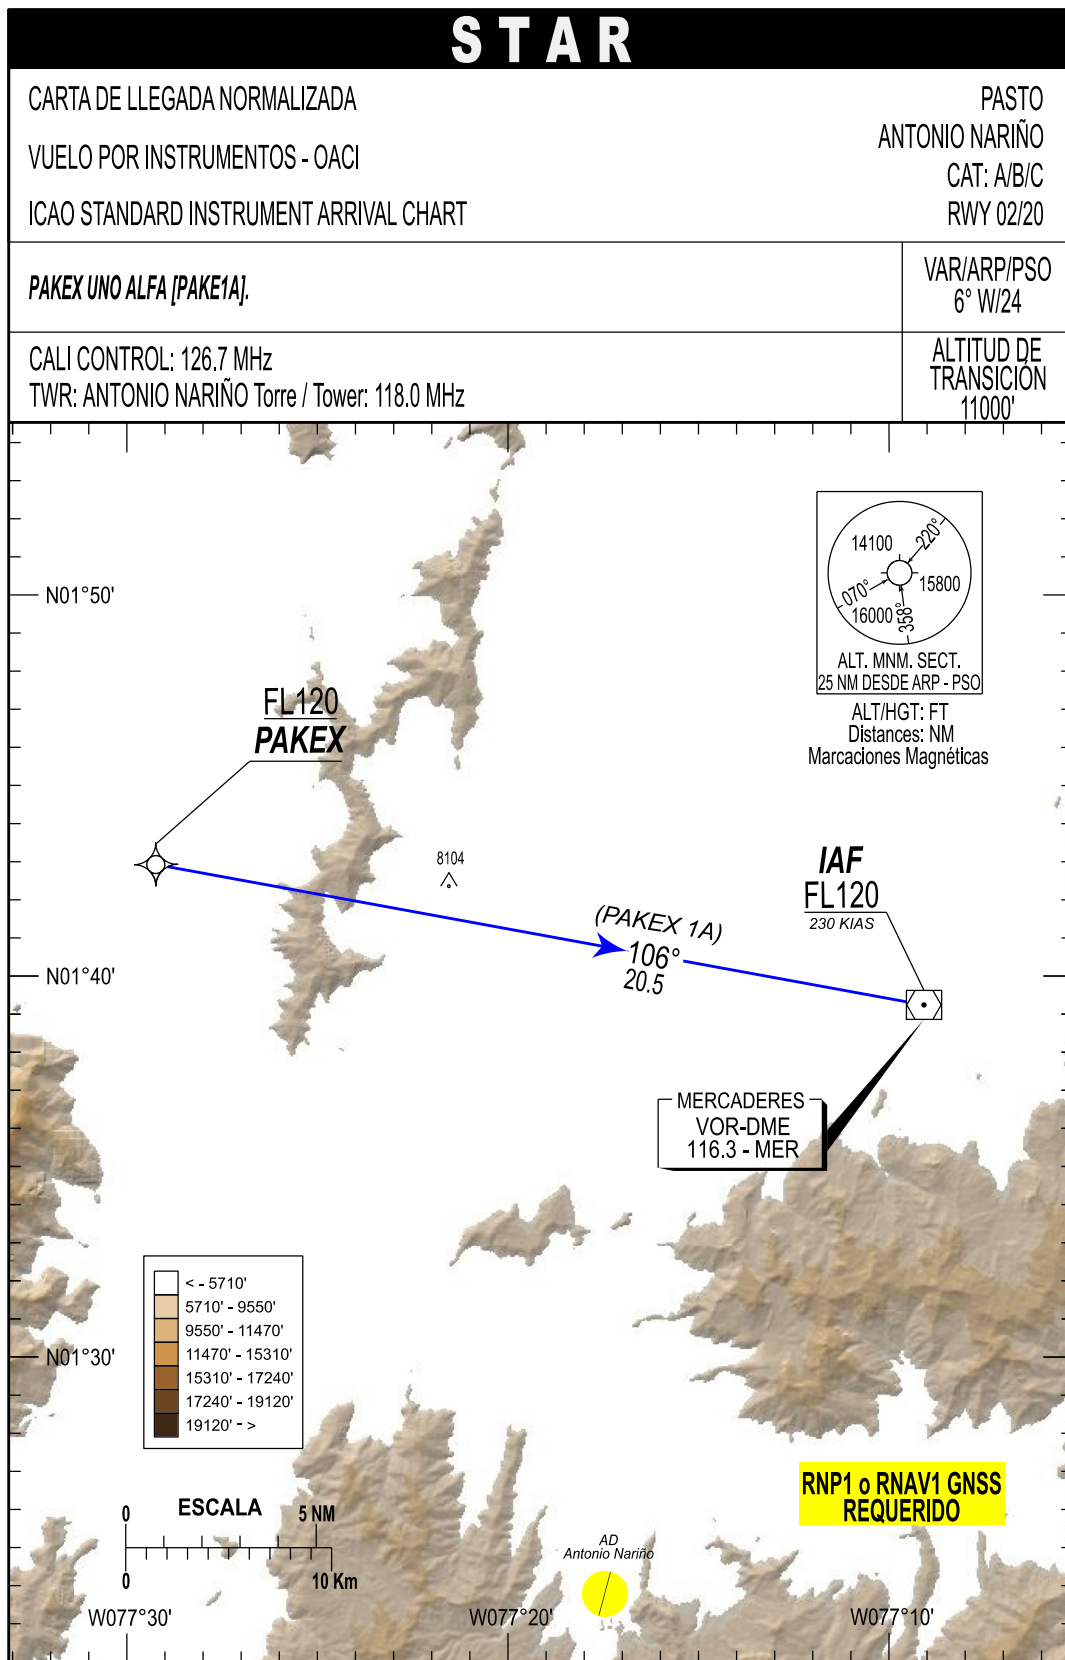 STAR
CARTA DE LLEGADA NORMALIZADA
VUELO POR INSTRUMENTOS - OACI
ICAO STANDARD INSTRUMENT ARRIVAL CHART
PASTO
ANTONIO NARIÑO
CAT: A/B/C
RWY 02/20
PAKEX UNO ALFA [PAKE1A].
VAR/ARP/PSO
6° W/24
CALI CONTROL: 126.7 MHz
TWR: ANTONIO NARIÑO Torre / Tower: 118.0 MHz
ALTITUD DE
TRANSICIÓN
11000'
N01°50'
14100
220°
15800
070°
16000
358°
ALT. MNM. SECT.
25 NM DESDE ARP - PSO
ALT/HGT: FT
Distances: NM
Marcaciones Magnéticas
FL120
PAKEX
8104
IAF
FL120
230 KIAS
(PAKEX 1A)
106°
20.5
N01°40'
MERCADERES
VOR-DME
116.3 - MER
< - 5710'
5710' - 9550'
9550' - 11470'
11470' - 15310'
15310' - 17240'
17240' - 19120'
19120' - >
N01°30'
RNP1 o RNAV1 GNSS
REQUERIDO
ESCALA
0 5 NM
0 10 Km
AD
Antonio Nariño
W077°30'
W077°20'
W077°10'